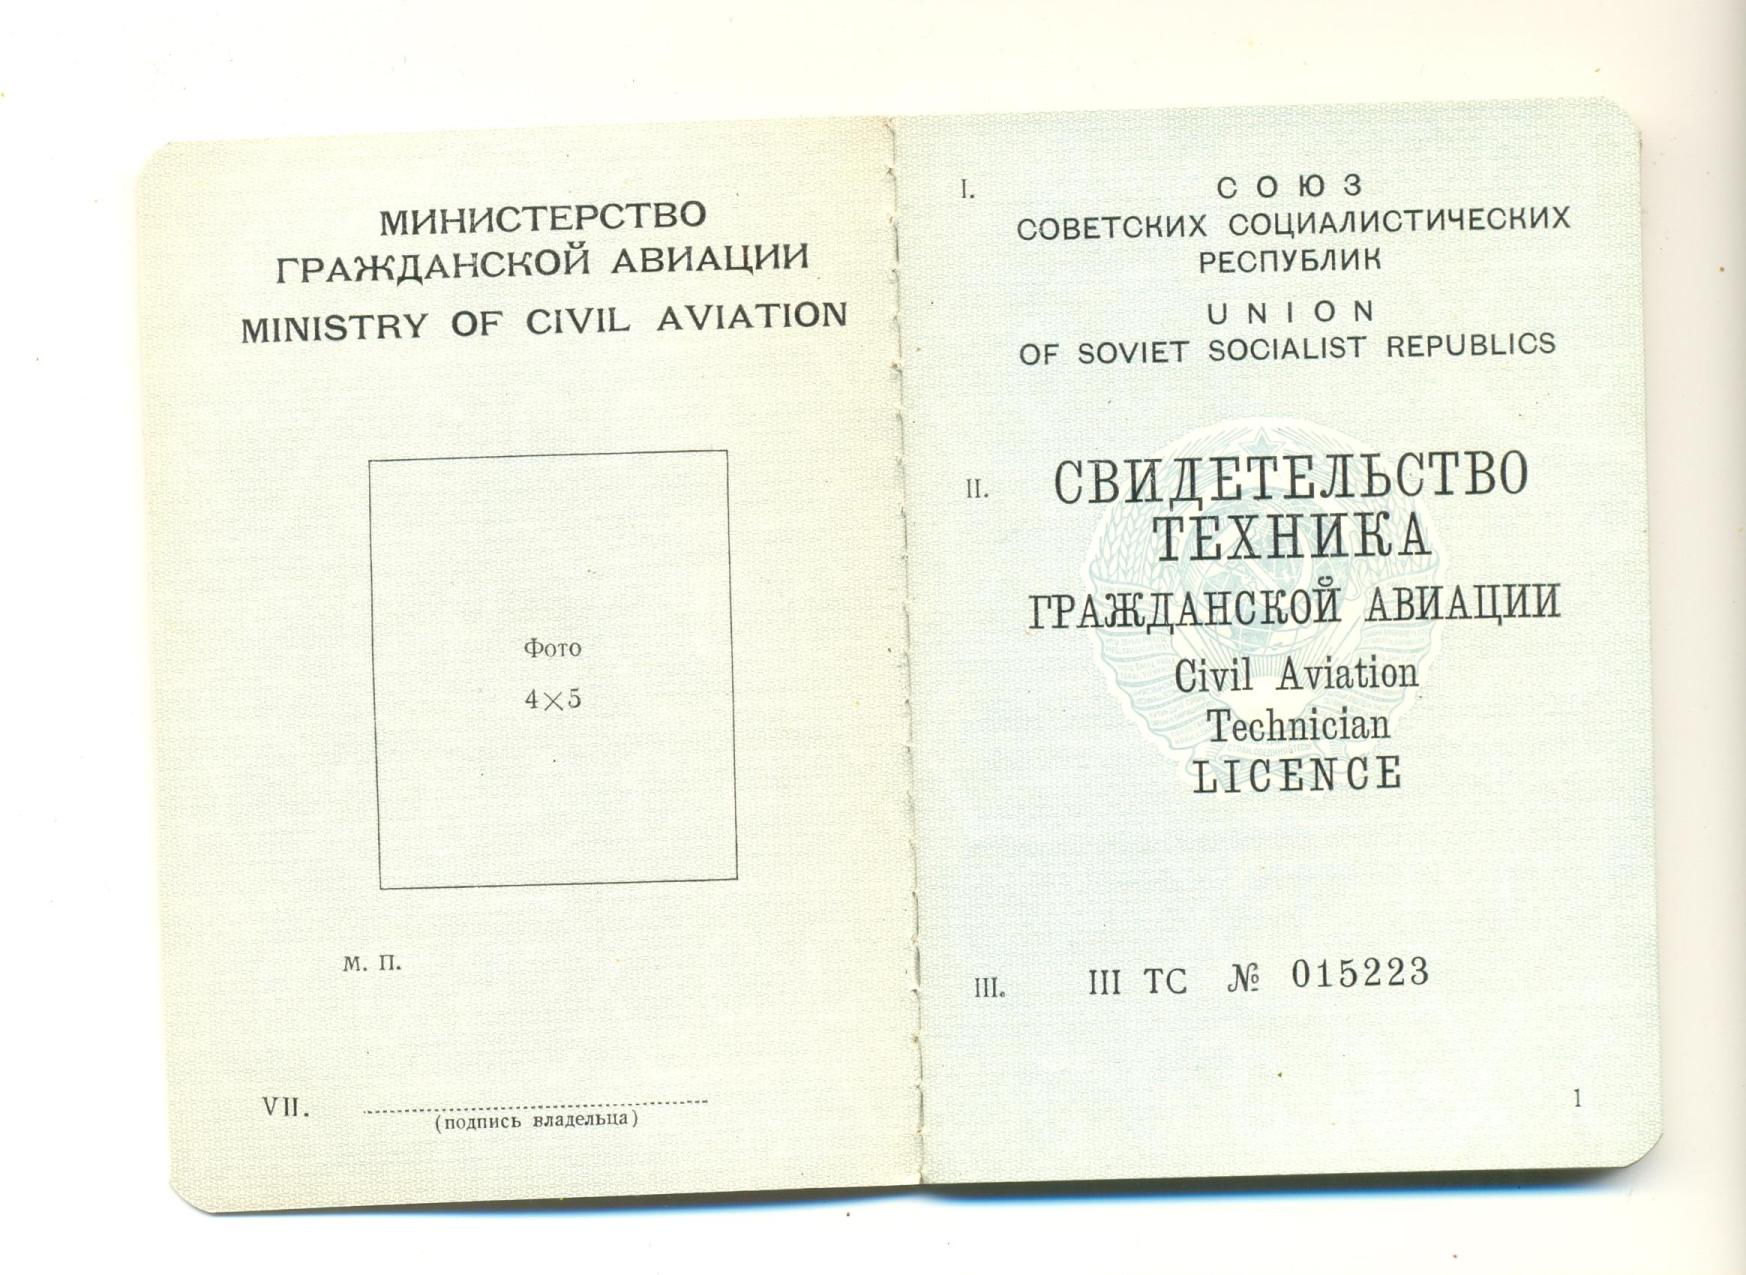 МИНИСТЕРСТВО
ГРАЖДАНСКОЙ АВИАЦИИ
MINISTRY OF CIVIL AVIATION
Фото
4×5
М. П.
VII.
(подпись владельца)
I.
СОЮЗ
СОВЕТСКИХ СОЦИАЛИСТИЧЕСКИХ
РЕСПУБЛИК
UNION
OF SOVIET SOCIALIST REPUBLICS
II.
СВИДЕТЕЛЬСТВО
ТЕХНИКА
ГРАЖДАНСКОЙ АВИАЦИИ
Civil Aviation
Technician
LICENCE
III. III ТС № 015223
1